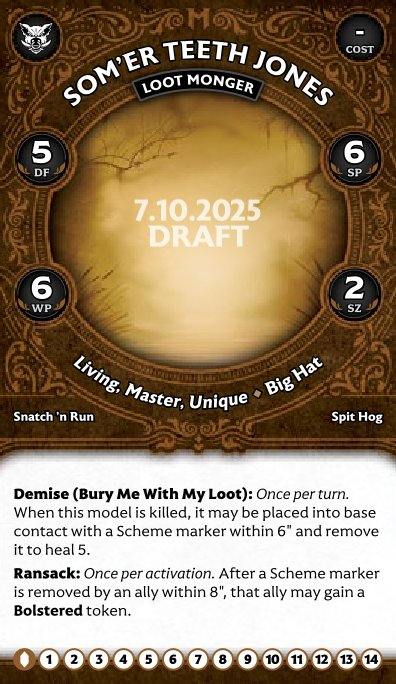 -
COST
SOM'ER TEETH JONES
LOOT MONGER
5
DF
6
SP
7.10.2025
DRAFT
6
WP
2
SZ
Living, Master, Unique ♦ Big Hat
Snatch 'n Run
Spit Hog
Demise (Bury Me With My Loot): Once per turn.
When this model is killed, it may be placed into base
contact with a Scheme marker within 6" and remove
it to heal 5.
Ransack: Once per activation. After a Scheme marker
is removed by an ally within 8", that ally may gain a
Bolstered token.
1 2 3 4 5 6 7 8 9 10 11 12 13 14